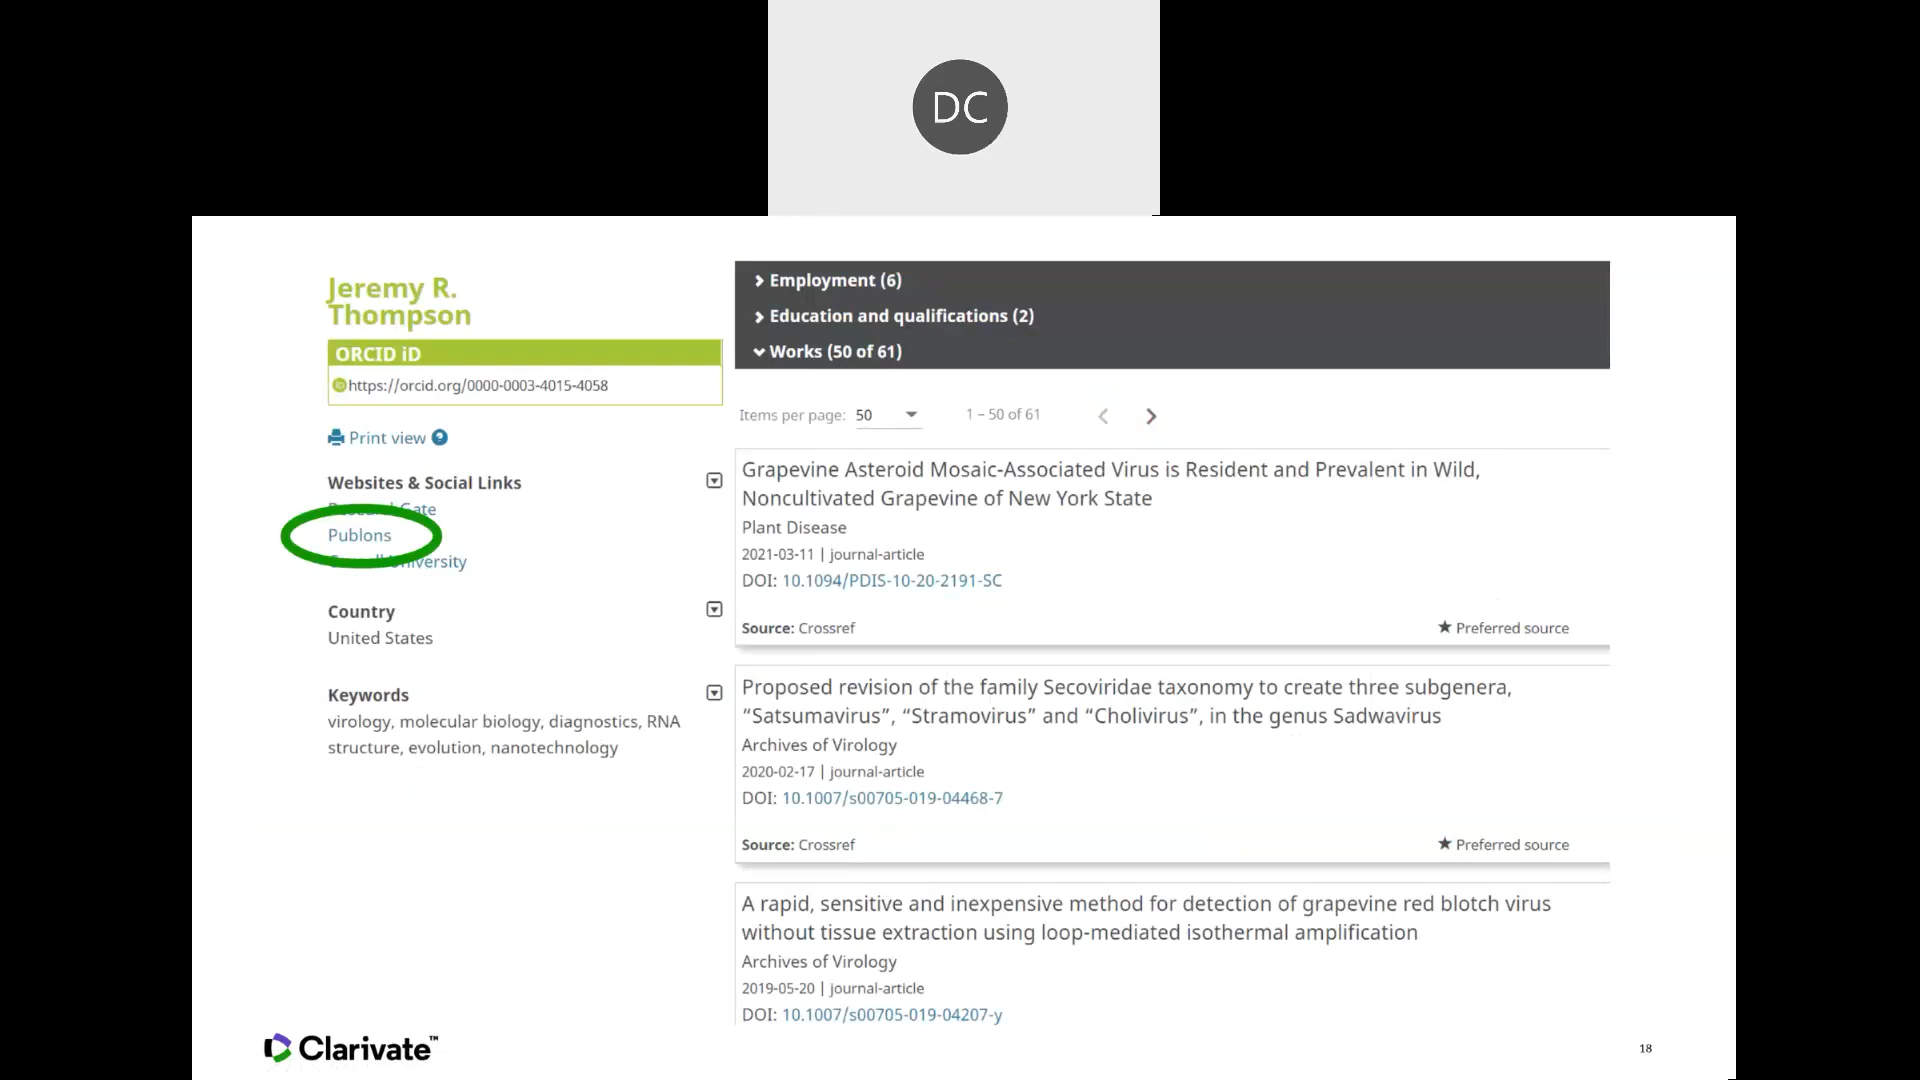 DC
Jeremy R.
Thompson
ORCID iD
https://orcid.org/0000-0003-4015-4058
Print view
Websites & Social Links
Gate
Publons
University
Country
United States
Keywords
virology, molecular biology, diagnostics, RNA
structure, evolution, nanotechnology
Employment (6)
Education and qualifications (2)
Works (50 of 61)
Items per page: 50 1 – 50 of 61
Grapevine Asteroid Mosaic-Associated Virus is Resident and Prevalent in Wild,
Noncultivated Grapevine of New York State
Plant Disease
2021-03-11 | journal-article
DOI: 10.1094/PDIS-10-20-2191-SC
Source: Crossref
Preferred source
Proposed revision of the family Secoviridae taxonomy to create three subgenera,
“Satsumavirus”, “Stramovirus” and “Cholivirus”, in the genus Sadwavirus
Archives of Virology
2020-02-17 | journal-article
DOI: 10.1007/s00705-019-04468-7
Source: Crossref
Preferred source
A rapid, sensitive and inexpensive method for detection of grapevine red blotch virus
without tissue extraction using loop-mediated isothermal amplification
Archives of Virology
2019-05-20 | journal-article
DOI: 10.1007/s00705-019-04207-y
Clarivate™
18